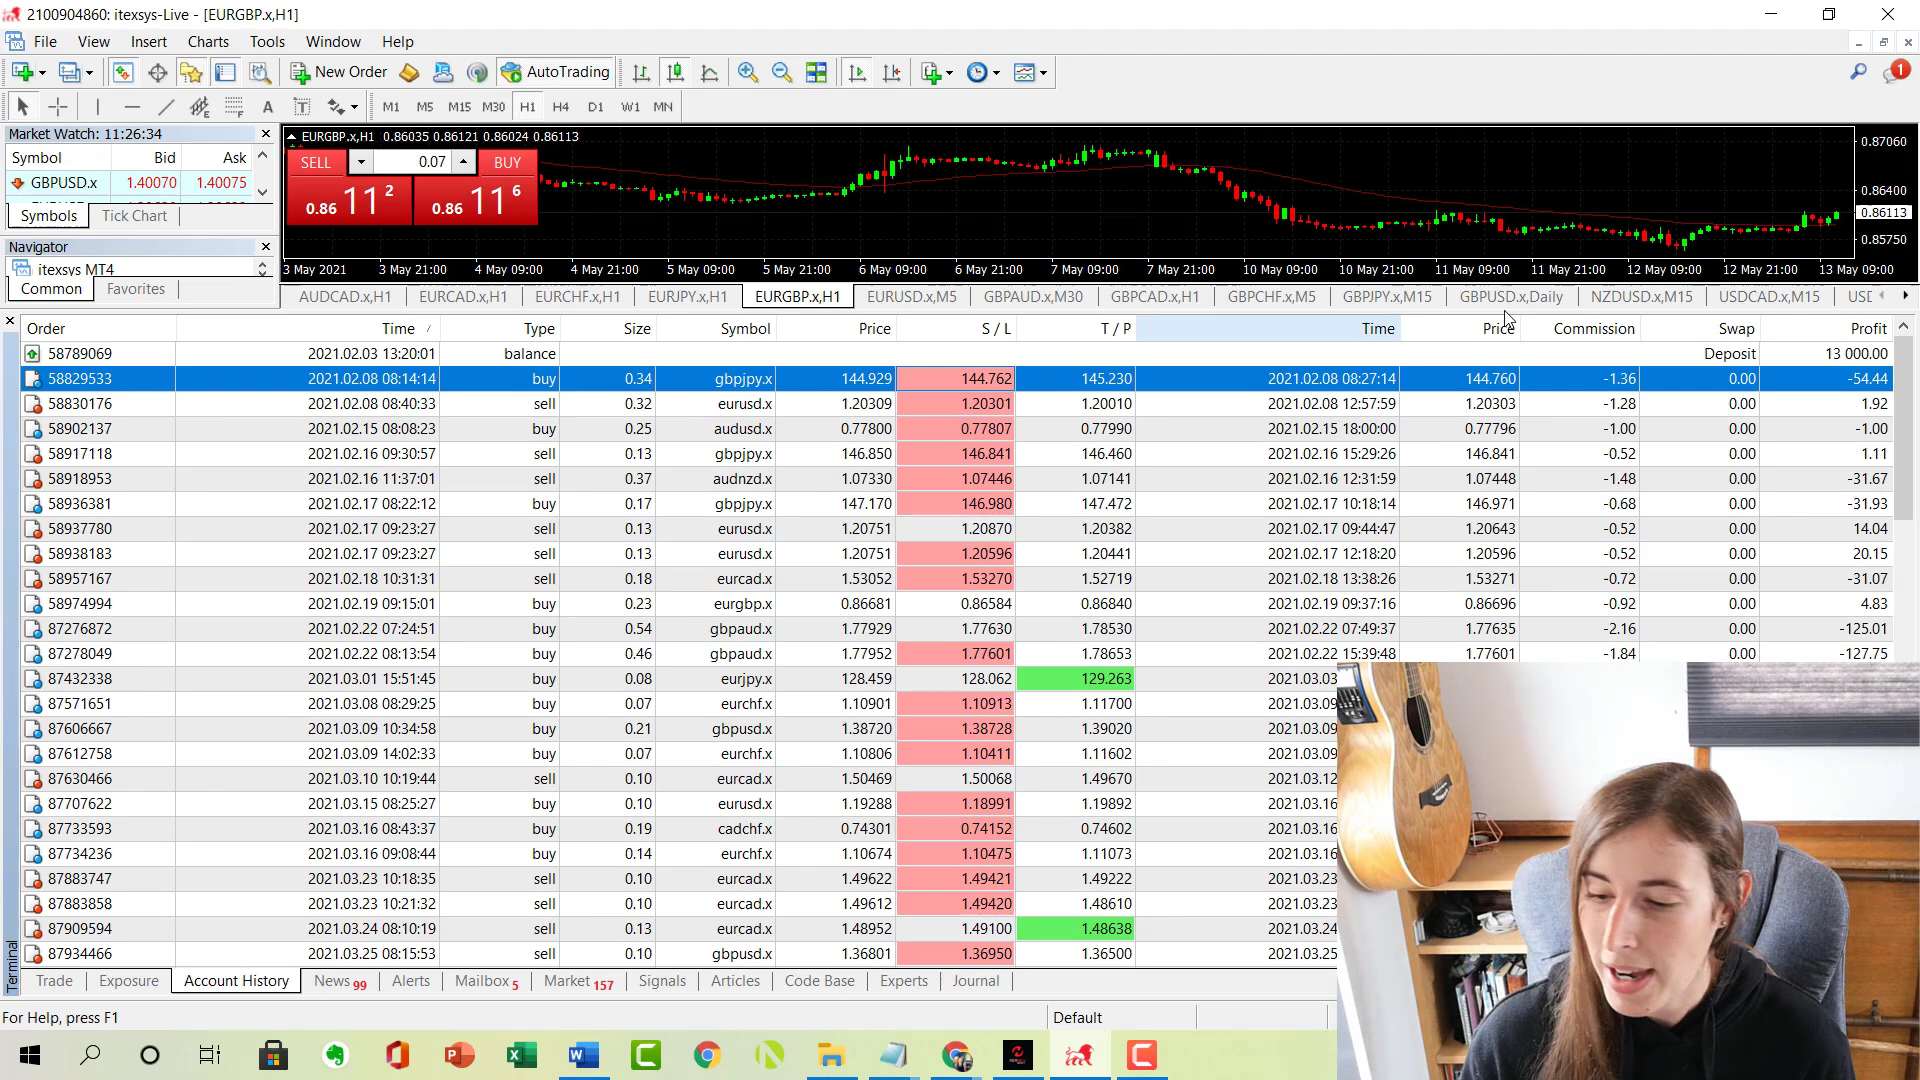 2100904860: itexsys-Live - [EURGBP.x,H1]
File View Insert Charts Tools Window Help
New Order AutoTrading 1
A T M1 M5 M15 M30 H1 H4 D1 W1 MN
Market Watch: 11:26:34
Symbol Bid Ask
GBPUSD.x 1.40070 1.40075
Symbols Tick Chart
Navigator
itexsys MT4
Common Favorites
EURGBP.x,H1 0.86035 0.86121 0.86024 0.86113
SELL 0.07 BUY
0.86 11 2 0.86 11 6
0.87060
0.86400
0.86113
0.85750
3 May 2021 3 May 21:00 4 May 09:00 4 May 21:00 5 May 09:00 5 May 21:00 6 May 09:00 6 May 21:00 7 May 09:00 7 May 21:00 10 May 09:00 10 May 21:00 11 May 09:00 11 May 21:00 12 May 09:00 12 May 21:00 13 May 09:00
AUDCAD.x,H1 EURCAD.x,H1 EURCHF.x,H1 EURJPY.x,H1 EURGBP.x,H1 EURUSD.x,M5 GBPAUD.x,M30 GBPCAD.x,H1 GBPCHF.x,M5 GBPJPY.x,M15 GBPUSD.x,Daily NZDUSD.x,M15 USDCAD.x,M15 USD
Order Time / Type Size Symbol Price S / L T / P Time Price Commission Swap Profit
58789069 2021.02.03 13:20:01 balance Deposit 13 000.00
58829533 2021.02.08 08:14:14 buy 0.34 gbpjpy.x 144.929 144.762 145.230 2021.02.08 08:27:14 144.760 -1.36 0.00 -54.44
58830176 2021.02.08 08:40:33 sell 0.32 eurusd.x 1.20309 1.20301 1.20010 2021.02.08 12:57:59 1.20303 -1.28 0.00 1.92
58902137 2021.02.15 08:08:23 buy 0.25 audusd.x 0.77800 0.77807 0.77990 2021.02.15 18:00:00 0.77796 -1.00 0.00 -1.00
58917118 2021.02.16 09:30:57 sell 0.13 gbpjpy.x 146.850 146.841 146.460 2021.02.16 15:29:26 146.841 -0.52 0.00 1.11
58918953 2021.02.16 11:37:01 sell 0.37 audnzd.x 1.07330 1.07446 1.07141 2021.02.16 12:31:59 1.07448 -1.48 0.00 -31.67
58936381 2021.02.17 08:22:12 buy 0.17 gbpjpy.x 147.170 146.980 147.472 2021.02.17 10:18:14 146.971 -0.68 0.00 -31.93
58937780 2021.02.17 09:23:27 sell 0.13 eurusd.x 1.20751 1.20870 1.20382 2021.02.17 09:44:47 1.20643 -0.52 0.00 14.04
58938183 2021.02.17 09:23:27 sell 0.13 eurusd.x 1.20751 1.20596 1.20441 2021.02.17 12:18:20 1.20596 -0.52 0.00 20.15
58957167 2021.02.18 10:31:31 sell 0.18 eurcad.x 1.53052 1.53270 1.52719 2021.02.18 13:38:26 1.53271 -0.72 0.00 -31.07
58974994 2021.02.19 09:15:01 buy 0.23 eurgbp.x 0.86681 0.86584 0.86840 2021.02.19 09:37:16 0.86696 -0.92 0.00 4.83
87276872 2021.02.22 07:24:51 buy 0.54 gbpaud.x 1.77929 1.77630 1.78530 2021.02.22 07:49:37 1.77635 -2.16 0.00 -125.01
87278049 2021.02.22 08:13:54 buy 0.46 gbpaud.x 1.77952 1.77601 1.78653 2021.02.22 15:39:48 1.77601 -1.84 0.00 -127.75
87432338 2021.03.01 15:51:45 buy 0.08 eurjpy.x 128.459 128.062 129.263 2021.03.03
87571651 2021.03.08 08:29:25 buy 0.07 eurchf.x 1.10901 1.10913 1.11700 2021.03.09
87606667 2021.03.09 10:34:58 buy 0.21 gbpusd.x 1.38720 1.38728 1.39020 2021.03.09
87612758 2021.03.09 14:02:33 buy 0.07 eurchf.x 1.10806 1.10411 1.11602 2021.03.09
87630466 2021.03.10 10:19:44 sell 0.10 eurcad.x 1.50469 1.50068 1.49670 2021.03.12
87707622 2021.03.15 08:25:27 buy 0.10 eurusd.x 1.19288 1.18991 1.19892 2021.03.16
87733593 2021.03.16 08:43:37 buy 0.19 cadchf.x 0.74301 0.74152 0.74602 2021.03.16
87734236 2021.03.16 09:08:44 buy 0.14 eurchf.x 1.10674 1.10475 1.11073 2021.03.16
87883747 2021.03.23 10:18:35 sell 0.10 eurcad.x 1.49622 1.49421 1.49222 2021.03.23
87883858 2021.03.23 10:21:32 sell 0.10 eurcad.x 1.49612 1.49420 1.48610 2021.03.23
87909594 2021.03.24 08:10:19 sell 0.13 eurcad.x 1.48952 1.49100 1.48638 2021.03.24
87934466 2021.03.25 08:15:53 sell 0.10 gbpusd.x 1.36801 1.36950 1.36500 2021.03.25
Terminal
Trade Exposure Account History News 99 Alerts Mailbox 5 Market 157 Signals Articles Code Base Experts Journal
For Help, press F1 Default